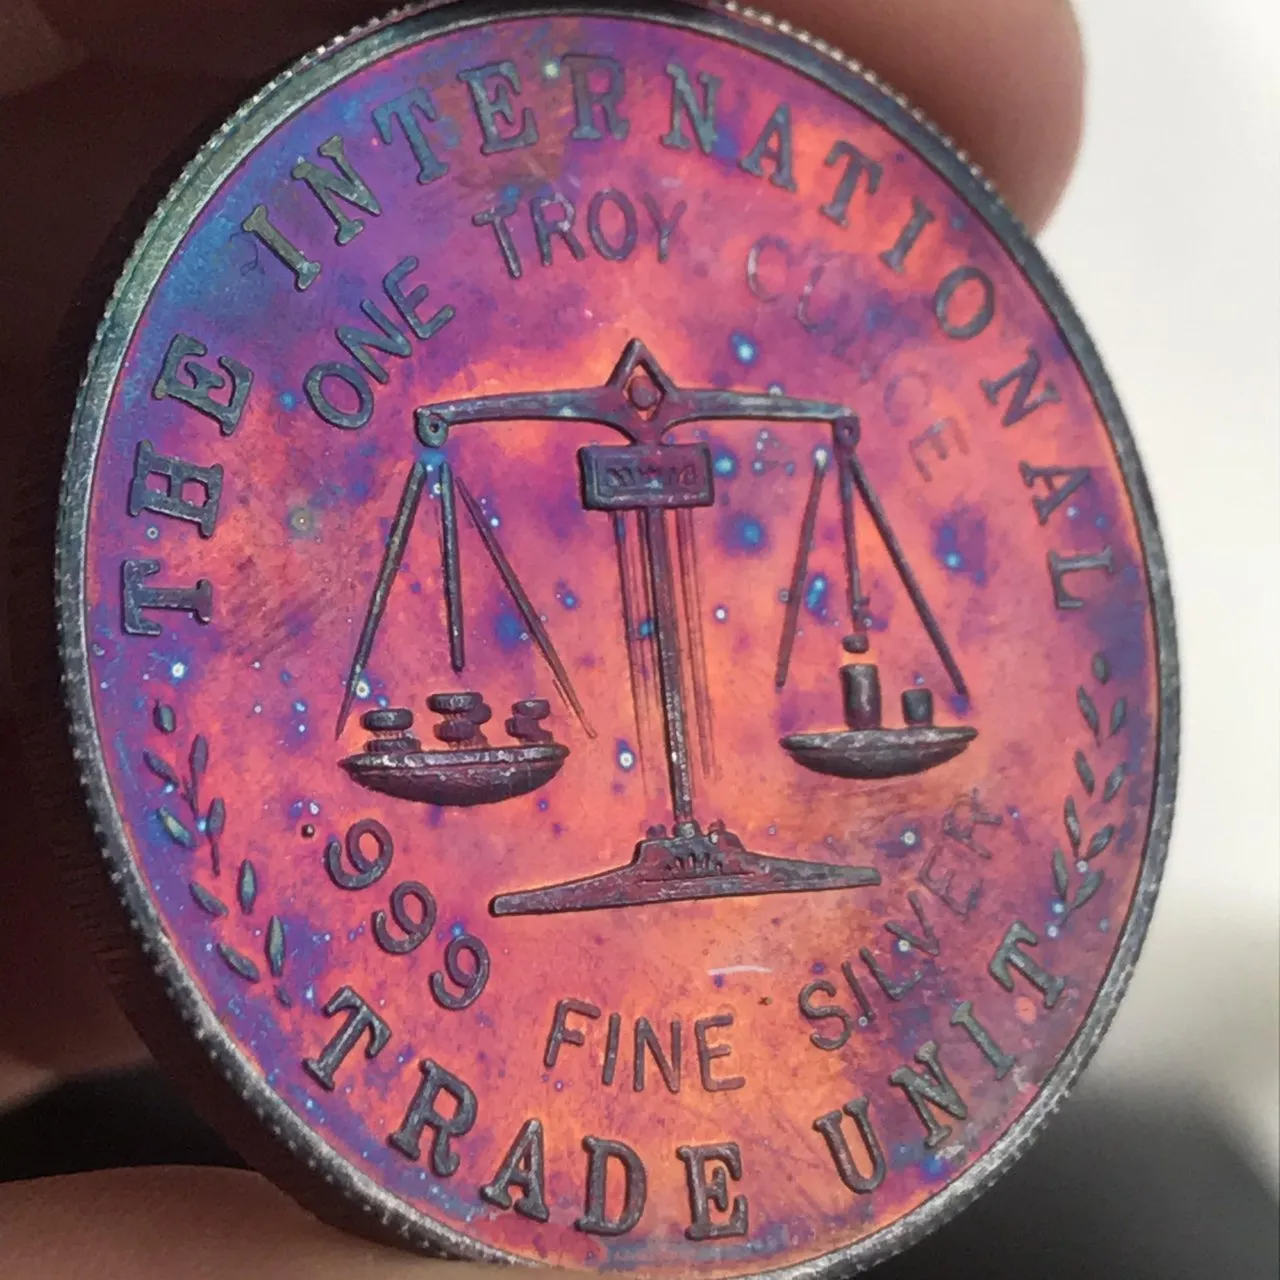 THE INTERNATIONAL
ONE TROY OUNCE
.999 FINE SILVER
TRADE UNIT